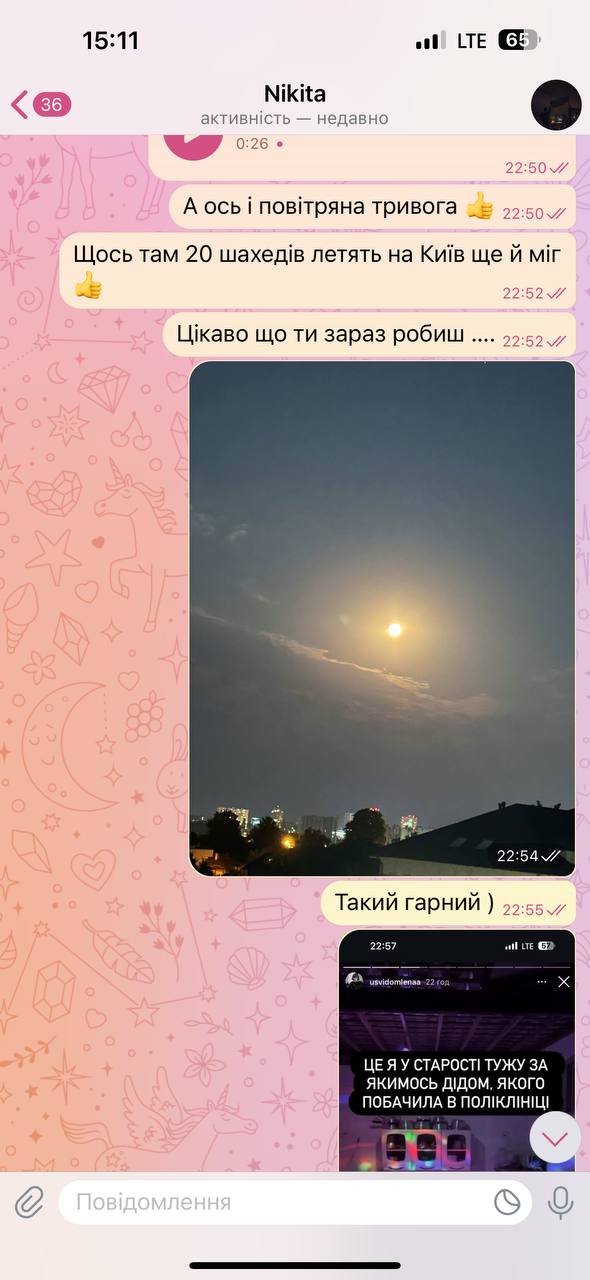 15:11
LTE
65
36
Nikita
активність — недавно
0:26
22:50
А ось і повітряна тривога 👍
22:50
Щось там 20 шахедів летять на Київ ще й міг
👍
22:52
Цікаво що ти зараз робиш ....
22:52
22:54
Такий гарний )
22:55
22:57
LTE
57
usvidomlenaa 22 год
ЦЕ Я У СТАРОСТІ ТУЖУ ЗА
ЯКИМОСЬ ДІДОМ, ЯКОГО
ПОБАЧИЛА В ПОЛІКЛІНІЦІ
Повідомлення